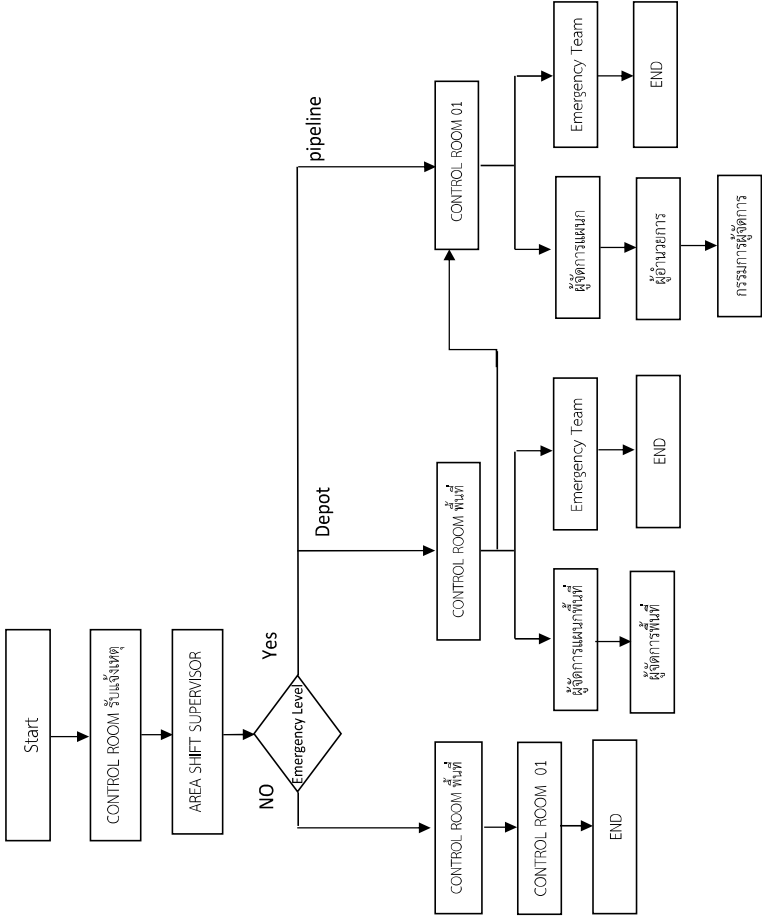 Start
CONTROL ROOM รับแจ้งเหตุ
AREA SHIFT SUPERVISOR
Emergency Level
NO
Yes
Depot
pipeline
CONTROL ROOM พื้นที่
CONTROL ROOM 01
END
CONTROL ROOM พื้นที่
ผู้จัดการแผนกพื้นที่
ผู้จัดการพื้นที่
Emergency Team
END
CONTROL ROOM 01
ผู้จัดการแผนก
ผู้อำนวยการ
กรรมการผู้จัดการ
Emergency Team
END